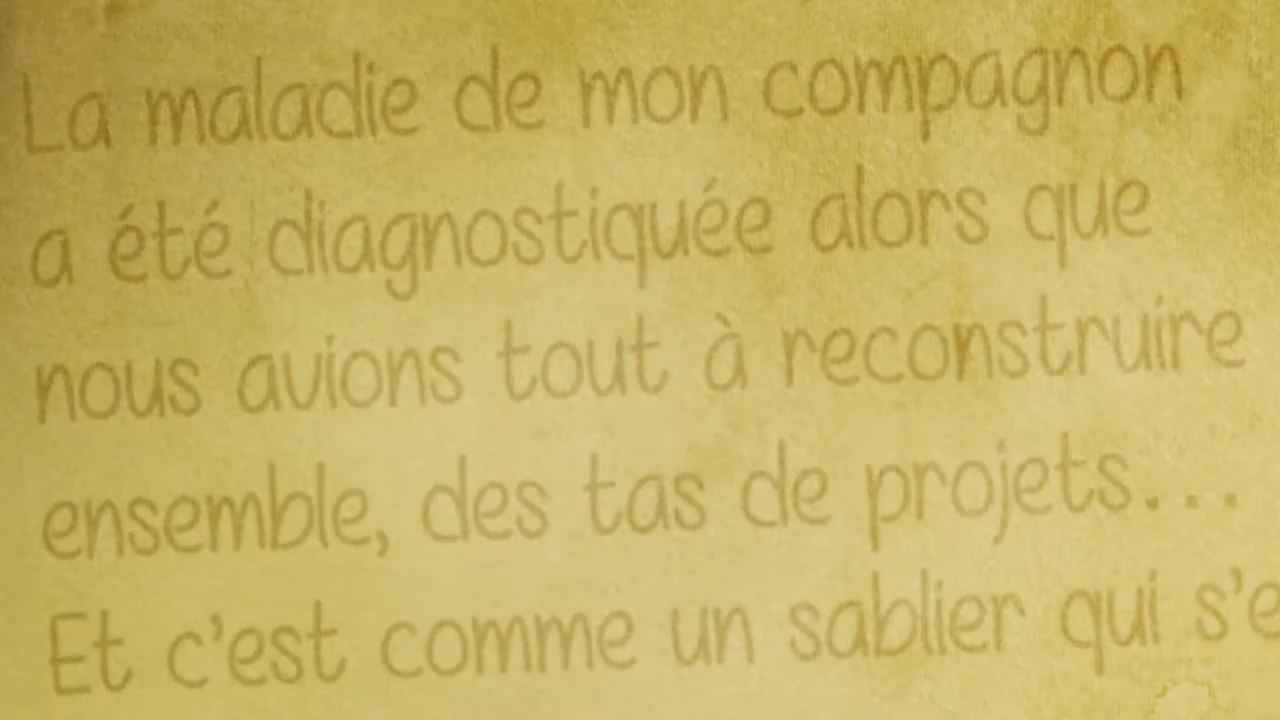 La maladie de mon compagnon
a été diagnostiquée alors que
nous avions tout à reconstruire
ensemble, des tas de projets...
Et c'est comme un sablier qui